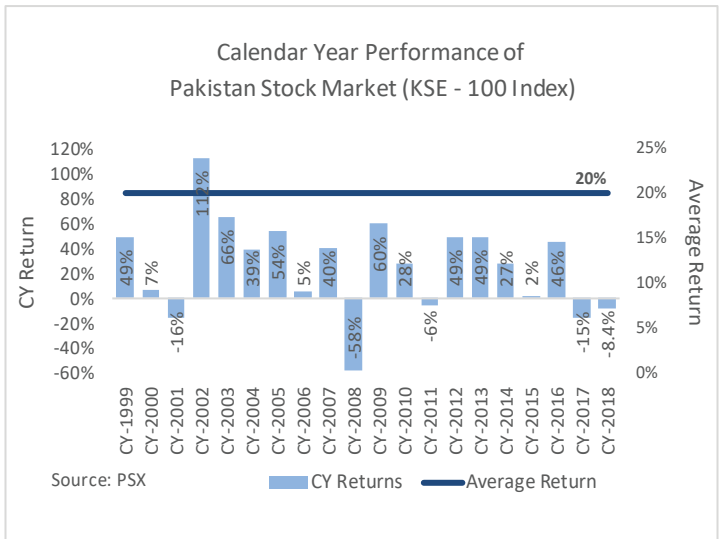 Calendar Year Performance of
Pakistan Stock Market (KSE - 100 Index)
CY Return
120%
100%
80%
60%
40%
20%
0%
-20%
-40%
-60%
49%
7%
-16%
112%
66%
39%
54%
5%
40%
-58%
60%
28%
-6%
49%
49%
27%
2%
46%
-15%
-8.4%
20%
25%
20%
15%
10%
5%
0%
Average Return
CY-1999
CY-2000
CY-2001
CY-2002
CY-2003
CY-2004
CY-2005
CY-2006
CY-2007
CY-2008
CY-2009
CY-2010
CY-2011
CY-2012
CY-2013
CY-2014
CY-2015
CY-2016
CY-2017
CY-2018
Source: PSX
CY Returns
Average Return